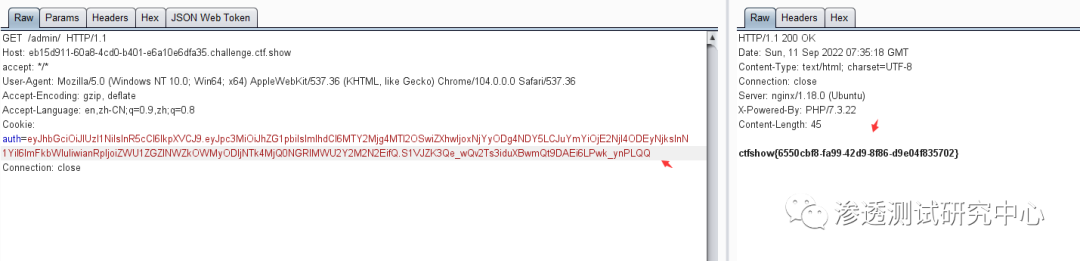 Raw Params Headers Hex JSON Web Token
GET /admin/ HTTP/1.1
Host: eb15d911-60a8-4cd0-b401-e6a10e6dfa35.challenge.ctf.show
accept: */*
User-Agent: Mozilla/5.0 (Windows NT 10.0; Win64; x64) AppleWebKit/537.36 (KHTML, like Gecko) Chrome/104.0.0.0 Safari/537.36
Accept-Encoding: gzip, deflate
Accept-Language: en,zh-CN;q=0.9,zh;q=0.8
Cookie:
Connection: close
Raw Headers Hex
HTTP/1.1 200 OK
Date: Sun, 11 Sep 2022 07:35:18 GMT
Content-Type: text/html; charset=UTF-8
Connection: close
Server: nginx/1.18.0 (Ubuntu)
X-Powered-By: PHP/7.3.22
Content-Length: 45
ctfshow{6550cbf8-fa99-42d9-8f86-d9e04f835702}
渗透测试研究中心